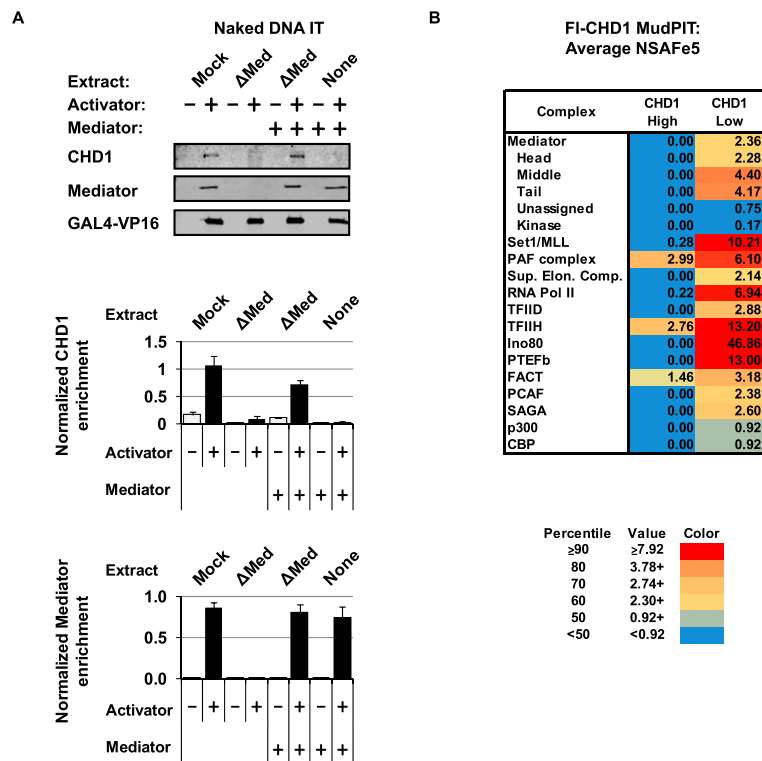 A
Naked DNA IT
Extract: Mock ΔMed ΔMed None
Activator: − + − + + +
Mediator: + + + +
CHD1
Mediator
GAL4-VP16
Extract Mock ΔMed ΔMed None
Normalized CHD1
enrichment
1.5
1
0.5
0
Activator − + − + − + − +
Mediator + + + +
Extract Mock ΔMed ΔMed None
Normalized Mediator
enrichment
1.0
0.5
0.0
Activator − + − + − + − +
Mediator + + + +
B
FI-CHD1 MudPIT:
Average NSAFe5
Complex CHD1 High CHD1 Low
Mediator 0.00 2.36
Head 0.00 2.28
Middle 0.00 4.40
Tail 0.00 4.17
Unassigned 0.00 0.75
Kinase 0.00 0.17
Set1/MLL 0.28 10.21
PAF complex 2.99 6.10
Sup. Elon. Comp. 0.00 2.14
RNA Pol II 0.22 6.94
TFIID 0.00 2.88
TFIIH 2.76 13.20
Ino80 0.00 46.86
PTEFb 0.00 13.00
FACT 1.46 3.18
PCAF 0.00 2.38
SAGA 0.00 2.60
p300 0.00 0.92
CBP 0.00 0.92
Percentile Value Color
≥90 ≥7.92
80 3.78+
70 2.74+
60 2.30+
50 0.92+
<50 <0.92